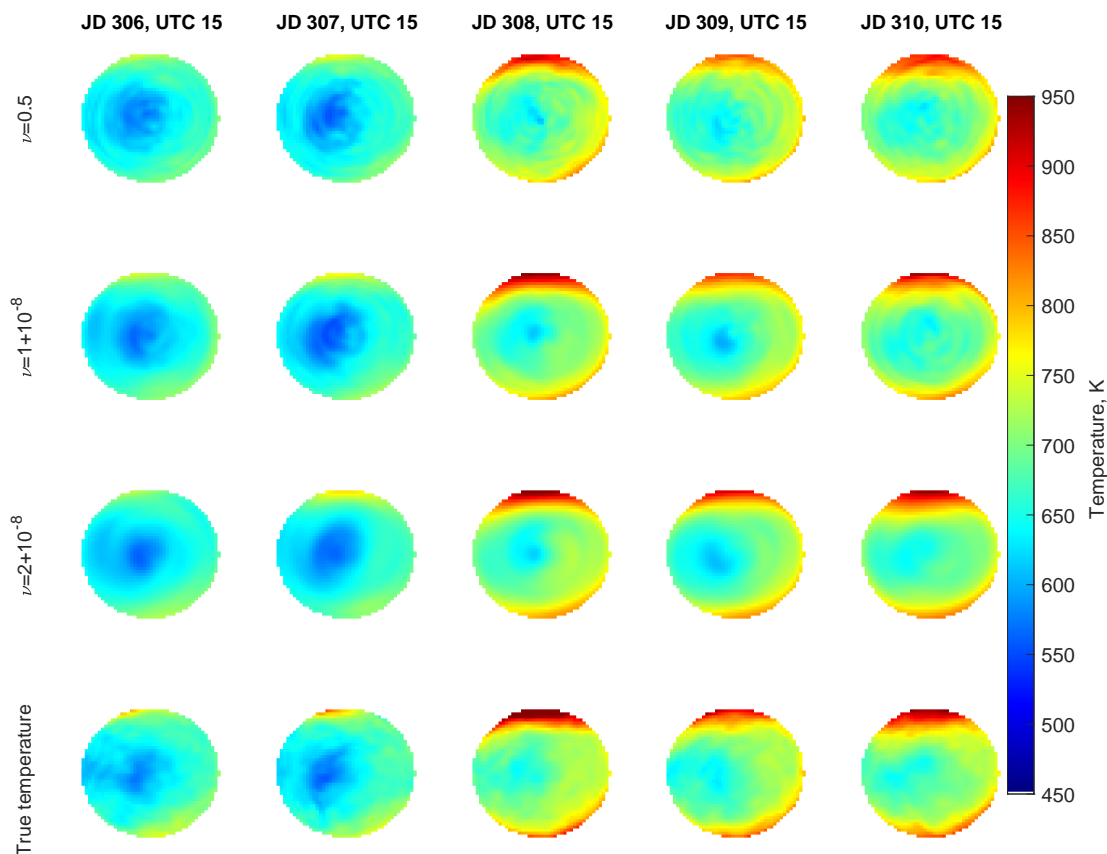 JD 306, UTC 15
JD 307, UTC 15
JD 308, UTC 15
JD 309, UTC 15
JD 310, UTC 15
ν=0.5
ν=1+10⁻⁸
ν=2+10⁻⁸
True temperature
950
900
850
800
750
700
650
600
550
500
450
Temperature, K